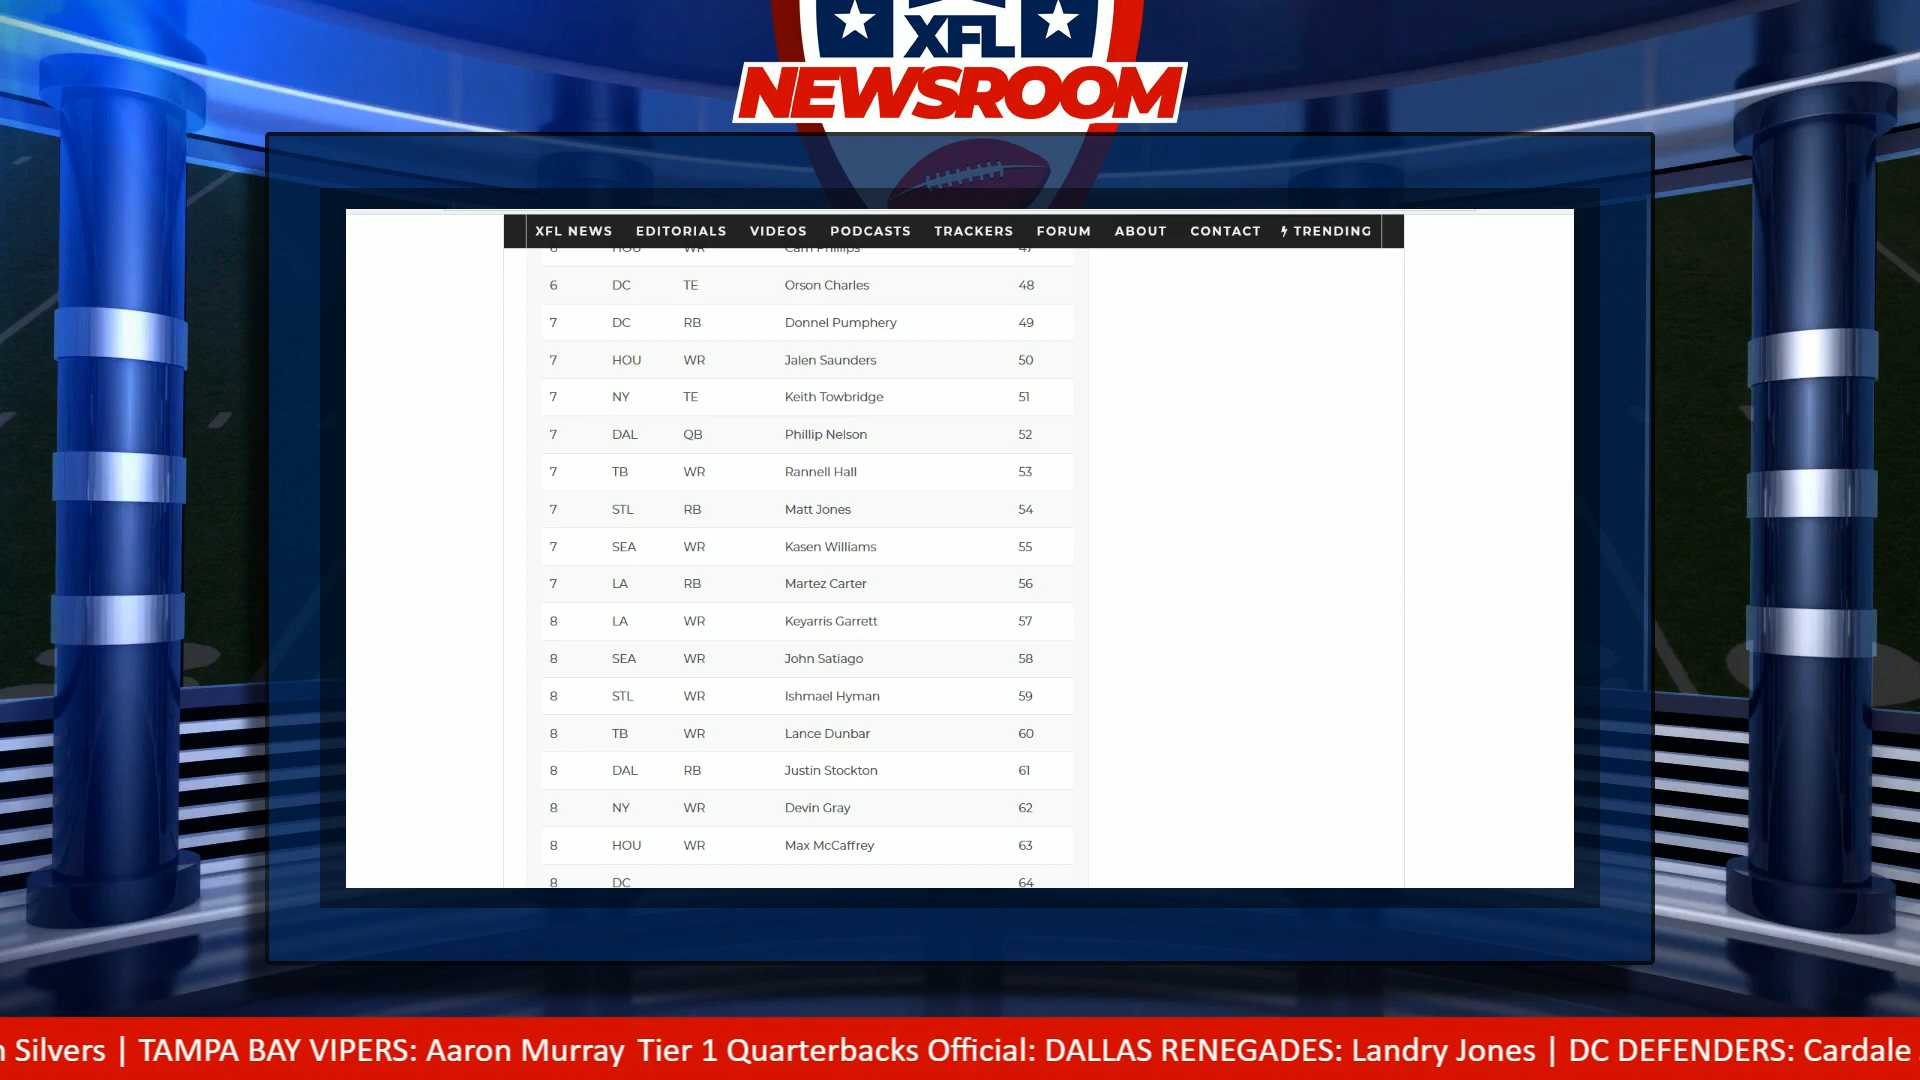 XFL
NEWSROOM
XFL NEWS EDITORIALS VIDEOS PODCASTS TRACKERS FORUM ABOUT CONTACT TRENDING
6 HOU WR Cam Phillips 47
6 DC TE Orson Charles 48
7 DC RB Donnel Pumphery 49
7 HOU WR Jalen Saunders 50
7 NY TE Keith Towbridge 51
7 DAL QB Phillip Nelson 52
7 TB WR Rannell Hall 53
7 STL RB Matt Jones 54
7 SEA WR Kasen Williams 55
7 LA RB Martez Carter 56
8 LA WR Keyarris Garrett 57
8 SEA WR John Satiago 58
8 STL WR Ishmael Hyman 59
8 TB WR Lance Dunbar 60
8 DAL RB Justin Stockton 61
8 NY WR Devin Gray 62
8 HOU WR Max McCaffrey 63
8 DC 64
n Silvers | TAMPA BAY VIPERS: Aaron Murray Tier 1 Quarterbacks Official: DALLAS RENEGADES: Landry Jones | DC DEFENDERS: Cardale